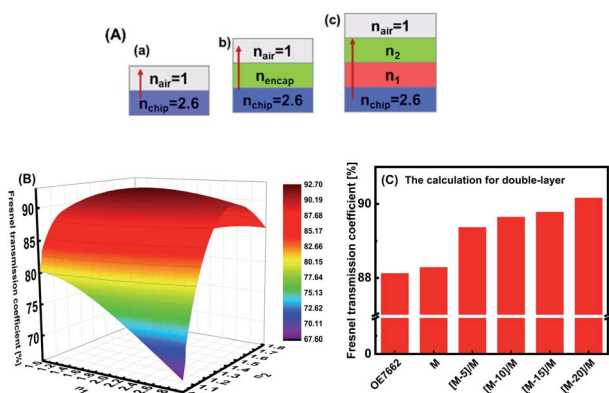 (A)
(a)
n_air=1
n_chip=2.6
b)
n_air=1
n_encap
n_chip=2.6
c)
n_air=1
n_2
n_1
n_chip=2.6
(B)
Fresnel transmission coefficient [%]
90
85
80
75
70
n_1
n_2
92.70
90.19
87.68
85.17
82.66
80.15
77.64
75.13
72.62
70.11
67.60
(C) The calculation for double-layer
Fresnel transmission coefficient [%]
90
88
0
OE7662
M
[M-5]/M
[M-10]/M
[M-15]/M
[M-20]/M